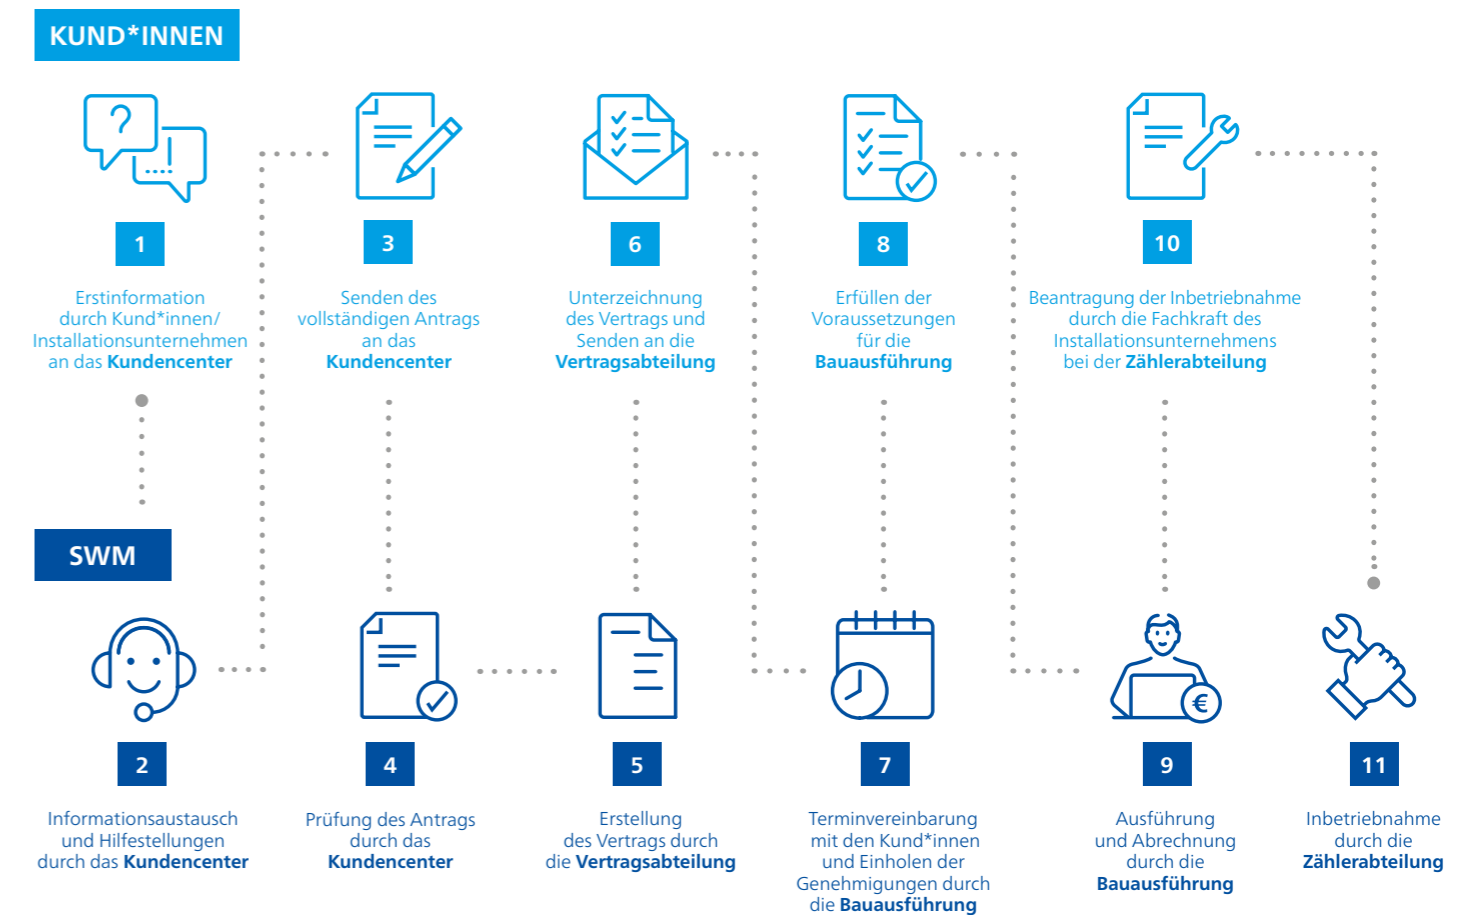 KUND*INNEN
1
Erstinformation
durch Kund*innen/
Installationsunternehmen
an das Kundencenter
3
Senden des
vollständigen Antrags
an das
Kundencenter
6
Unterzeichnung
des Vertrags und
Senden an die
Vertragsabteilung
8
Erfüllen der
Voraussetzungen
für die
Bauausführung
10
Beantragung der Inbetriebnahme
durch die Fachkraft des
Installationsunternehmens
bei der Zählerabteilung
SWM
2
Informationsaustausch
und Hilfestellungen
durch das Kundencenter
4
Prüfung des Antrags
durch das
Kundencenter
5
Erstellung
des Vertrags durch
die Vertragsabteilung
7
Terminvereinbarung
mit den Kund*innen
und Einholen der
Genehmigungen durch
die Bauausführung
9
Ausführung
und Abrechnung
durch die
Bauausführung
11
Inbetriebnahme
durch die
Zählerabteilung